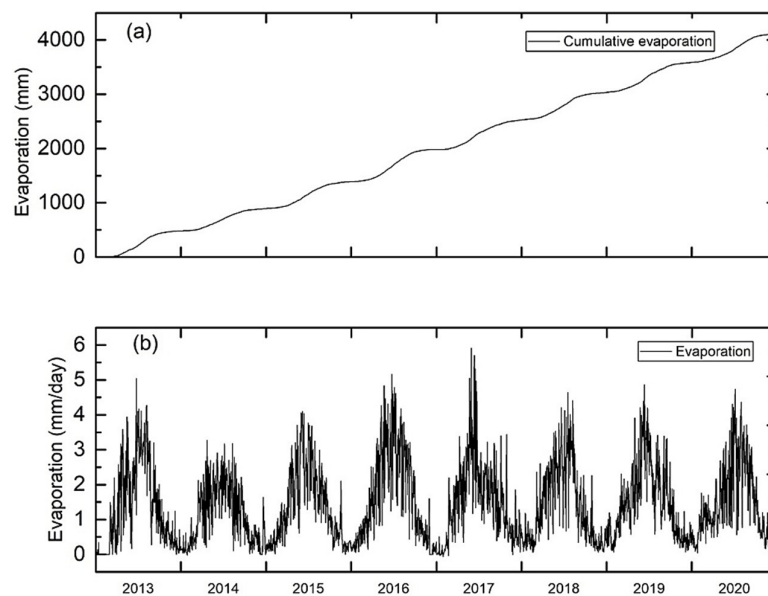 (a)
Cumulative evaporation
Evaporation (mm)
4000
3000
2000
1000
0
(b)
Evaporation
Evaporation (mm/day)
6
5
4
3
2
1
0
2013 2014 2015 2016 2017 2018 2019 2020